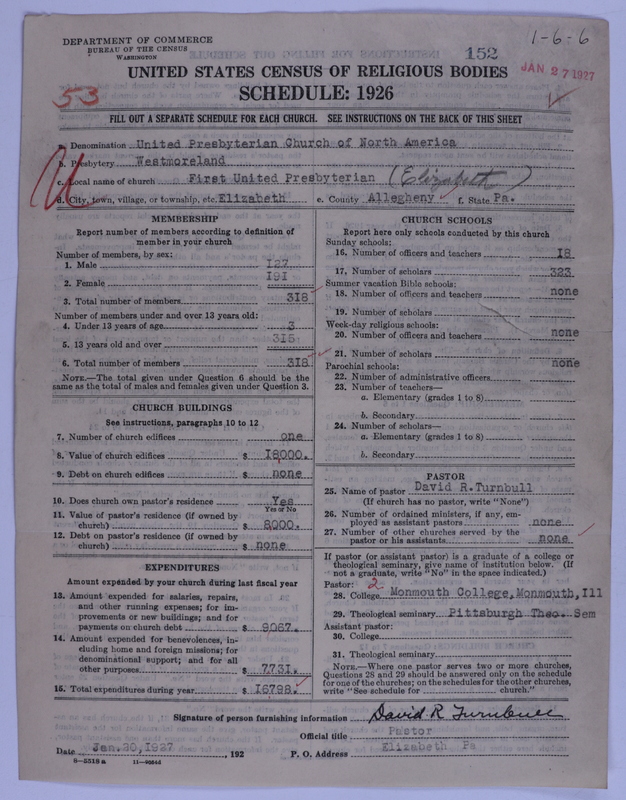 DEPARTMENT OF COMMERCE
BUREAU OF THE CENSUS
WASHINGTON
152
1-6-6
JAN 27 1927
53
UNITED STATES CENSUS OF RELIGIOUS BODIES
SCHEDULE: 1926
FILL OUT A SEPARATE SCHEDULE FOR EACH CHURCH. SEE INSTRUCTIONS ON THE BACK OF THIS SHEET
a. Denomination United Presbyterian Church of North America
b. Presbytery Westmoreland
c. Local name of church First United Presbyterian (Elizabeth)
d. City, town, village, or township, etc. Elizabeth e. County Allegheny f. State Pa.
MEMBERSHIP
Report number of members according to definition of
member in your church
Number of members, by sex:
1. Male 127
2. Female 191
3. Total number of members 318
Number of members under and over 13 years old:
4. Under 13 years of age 3
5. 13 years old and over 315
6. Total number of members 318
NOTE.—The total given under Question 6 should be the
same as the total of males and females given under Question 3.
CHURCH BUILDINGS
See instructions, paragraphs 10 to 12
7. Number of church edifices one
8. Value of church edifices $ 18000.
9. Debt on church edifices $ none
10. Does church own pastor's residence Yes
Yes or No
11. Value of pastor's residence (if owned by
church) $ 8000.
12. Debt on pastor's residence (if owned by
church) $ none
EXPENDITURES
Amount expended by your church during last fiscal year
13. Amount expended for salaries, repairs,
and other running expenses; for im-
provements or new buildings; and for
payments on church debt $ 9067.
14. Amount expended for benevolences, in-
cluding home and foreign missions; for
denominational support; and for all
other purposes $ 7731.
15. Total expenditures during year $ 16798.
CHURCH SCHOOLS
Report here only schools conducted by this church
Sunday schools:
16. Number of officers and teachers 18
17. Number of scholars 323
Summer vacation Bible schools:
18. Number of officers and teachers none
19. Number of scholars
Week-day religious schools:
20. Number of officers and teachers none
21. Number of scholars
Parochial schools: none
22. Number of administrative officers
23. Number of teachers—
a. Elementary (grades 1 to 8)
b. Secondary
24. Number of scholars—
a. Elementary (grades 1 to 8)
b. Secondary
PASTOR
25. Name of pastor David R.Turnbull
(If church has no pastor, write "None")
26. Number of ordained ministers, if any, em-
ployed as assistant pastors none
27. Number of other churches served by the
pastor or his assistants none
If pastor (or assistant pastor) is a graduate of a college or
theological seminary, give name of institution below. (If
not a graduate, write "No" in the space indicated.)
Pastor: 2
28. College Monmouth College,Monmouth,Ill
29. Theological seminary Pittsburgh Theo. Sem
Assistant pastor:
30. College
31. Theological seminary
NOTE.—Where one pastor serves two or more churches,
Questions 28 and 29 should be answered only on the schedule
for one of the churches; on the schedules for the other churches,
write "See schedule for church."
Signature of person furnishing information David R Turnbull
Official title Pastor
Date Jan.20,1927 , 192 P. O. Address Elizabeth Pa
8—5318 a